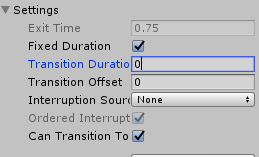 Settings
Exit Time 0.75
Fixed Duration
Transition Duratio 0
Transition Offset 0
Interruption Sour None
Ordered Interrupt
Can Transition To